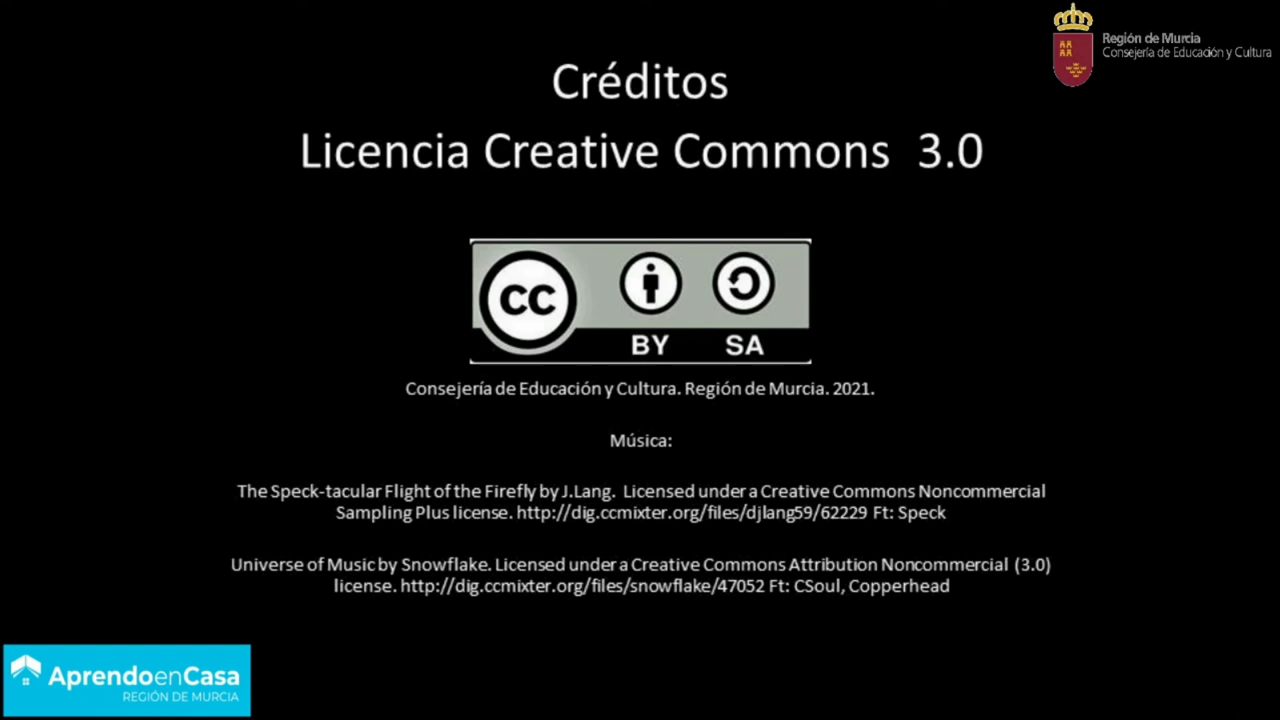 Región de Murcia
Consejería de Educación y Cultura
Créditos
Licencia Creative Commons 3.0
CC
BY SA
Consejería de Educación y Cultura. Región de Murcia. 2021.
Música:
The Speck-tacular Flight of the Firefly by J.Lang. Licensed under a Creative Commons Noncommercial
Sampling Plus license. http://dig.ccmixter.org/files/djlang59/62229 Ft: Speck
Universe of Music by Snowflake. Licensed under a Creative Commons Attribution Noncommercial (3.0)
license. http://dig.ccmixter.org/files/snowflake/47052 Ft: CSoul, Copperhead
AprendoenCasa
REGIÓN DE MURCIA